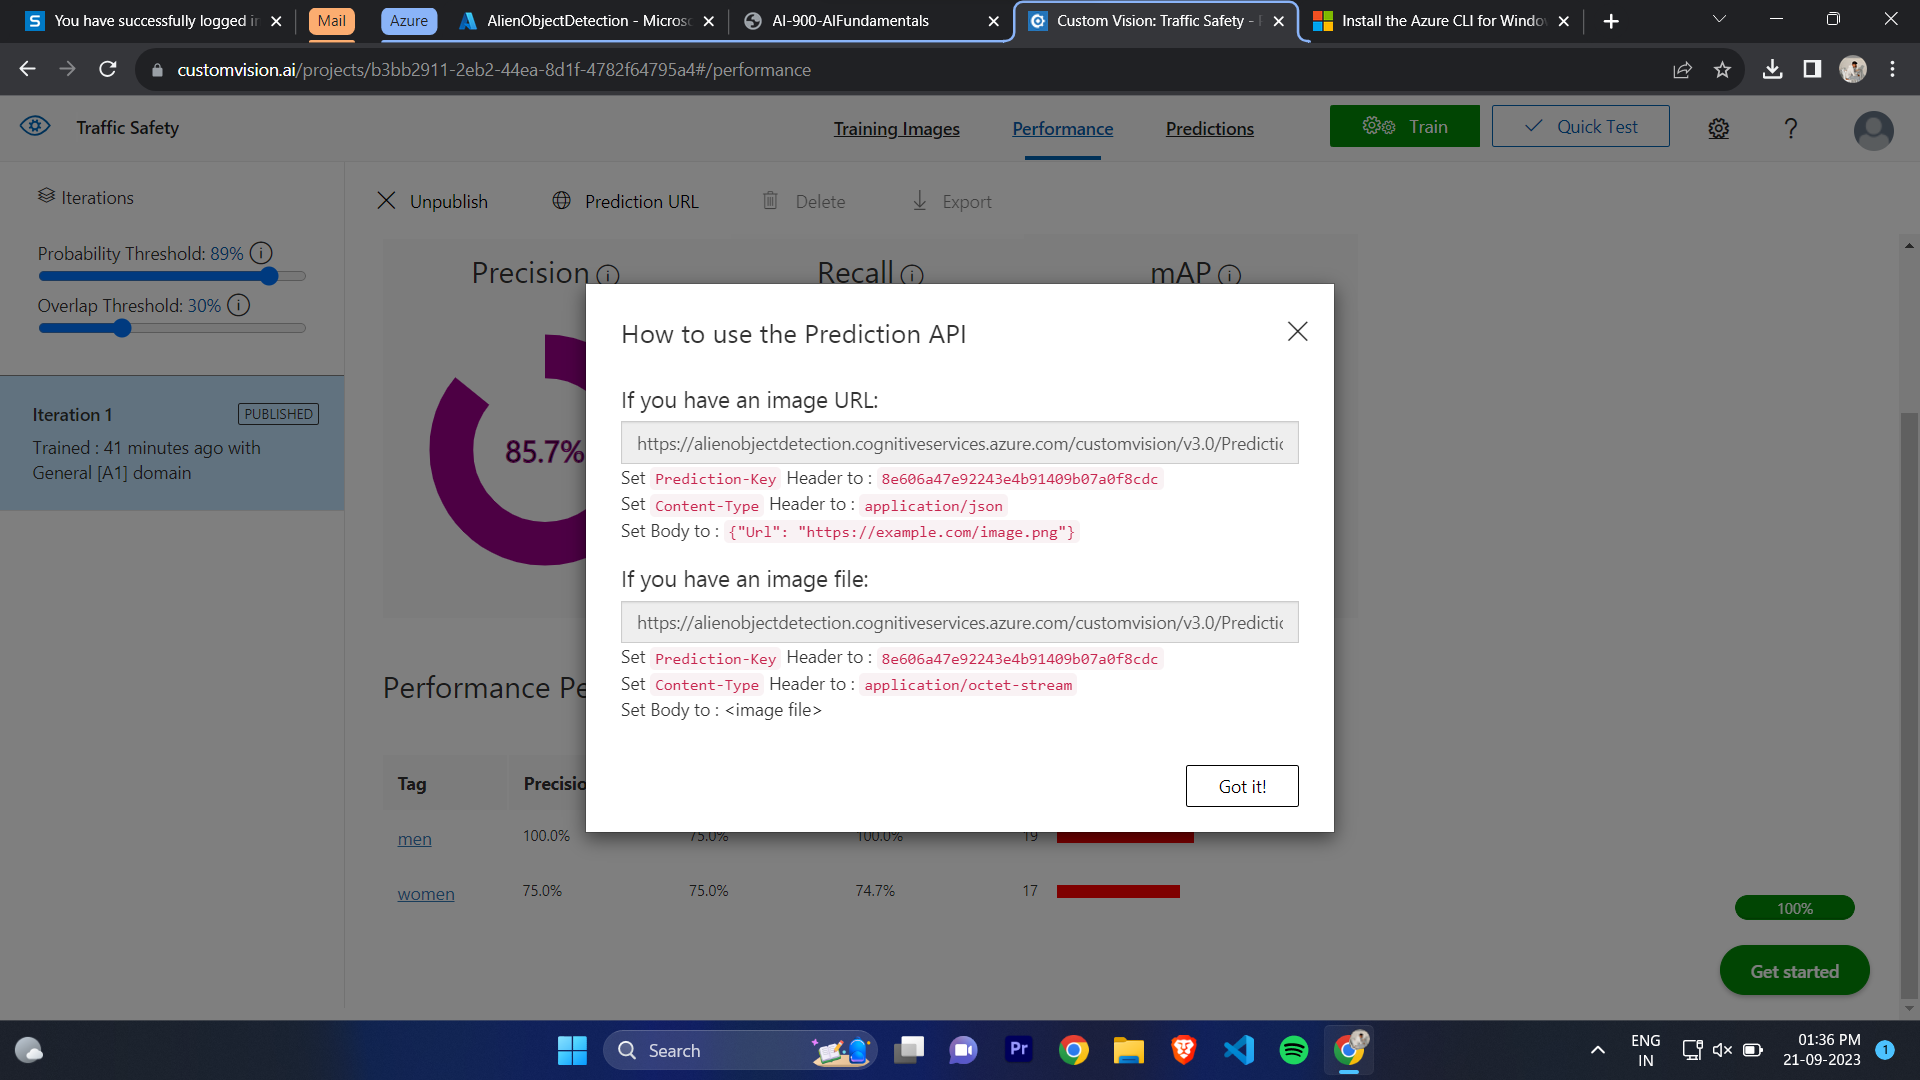 You have successfully logged in
Mail
Azure
AlienObjectDetection - Microso
AI-900-AIFundamentals
Custom Vision: Traffic Safety - P
Install the Azure CLI for Window
customvision.ai/projects/b3bb2911-2eb2-44ea-8d1f-4782f64795a4#/performance
Traffic Safety
Training Images
Performance
Predictions
Train
Quick Test
?
Iterations
Unpublish
Prediction URL
Delete
Export
Probability Threshold: 89%
Overlap Threshold: 30%
Iteration 1
PUBLISHED
Trained : 41 minutes ago with
General [A1] domain
Precision
Recall
mAP
85.7%
How to use the Prediction API
If you have an image URL:
https://alienobjectdetection.cognitiveservices.azure.com/customvision/v3.0/Predictic
Set Prediction-Key Header to : 8e606a47e92243e4b91409b07a0f8cdc
Set Content-Type Header to : application/json
Set Body to : {"Url": "https://example.com/image.png"}
If you have an image file:
https://alienobjectdetection.cognitiveservices.azure.com/customvision/v3.0/Predictic
Set Prediction-Key Header to : 8e606a47e92243e4b91409b07a0f8cdc
Set Content-Type Header to : application/octet-stream
Set Body to : <image file>
Got it!
Performance Pe
Tag
Precisio
men
100.0%
75.0%
100.0%
19
women
75.0%
75.0%
74.7%
17
100%
Get started
Search
Pr
ENG
IN
01:36 PM
21-09-2023
1